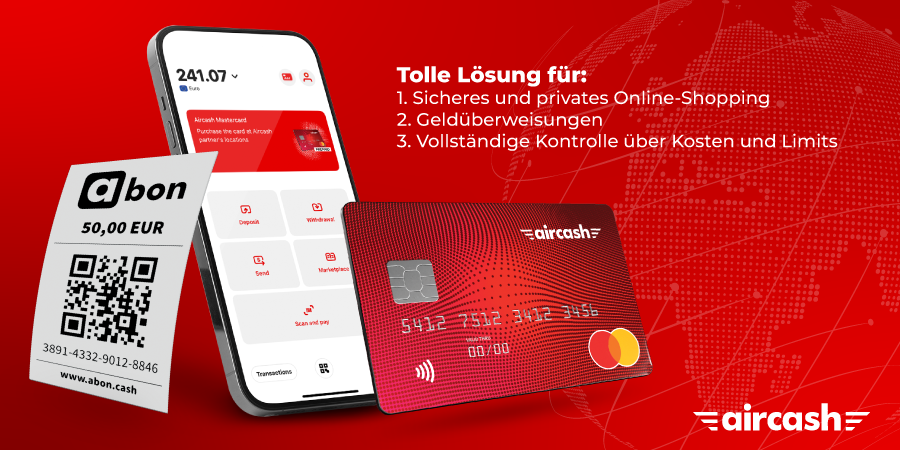 Tolle Lösung für:
1. Sicheres und privates Online-Shopping
2. Geldüberweisungen
3. Vollständige Kontrolle über Kosten und Limits
241.07
Euro
Aircash Mastercard
Purchase the card at Aircash
partner's locations
PREPAID
Deposit
Withdrawal
Send
Marketplace
Scan and pay
Transactions
abon
50,00 EUR
3891-4332-9012-8846
www.abon.cash
aircash
5412 7512 3412 3456
VALID THRU
00/00
aircash